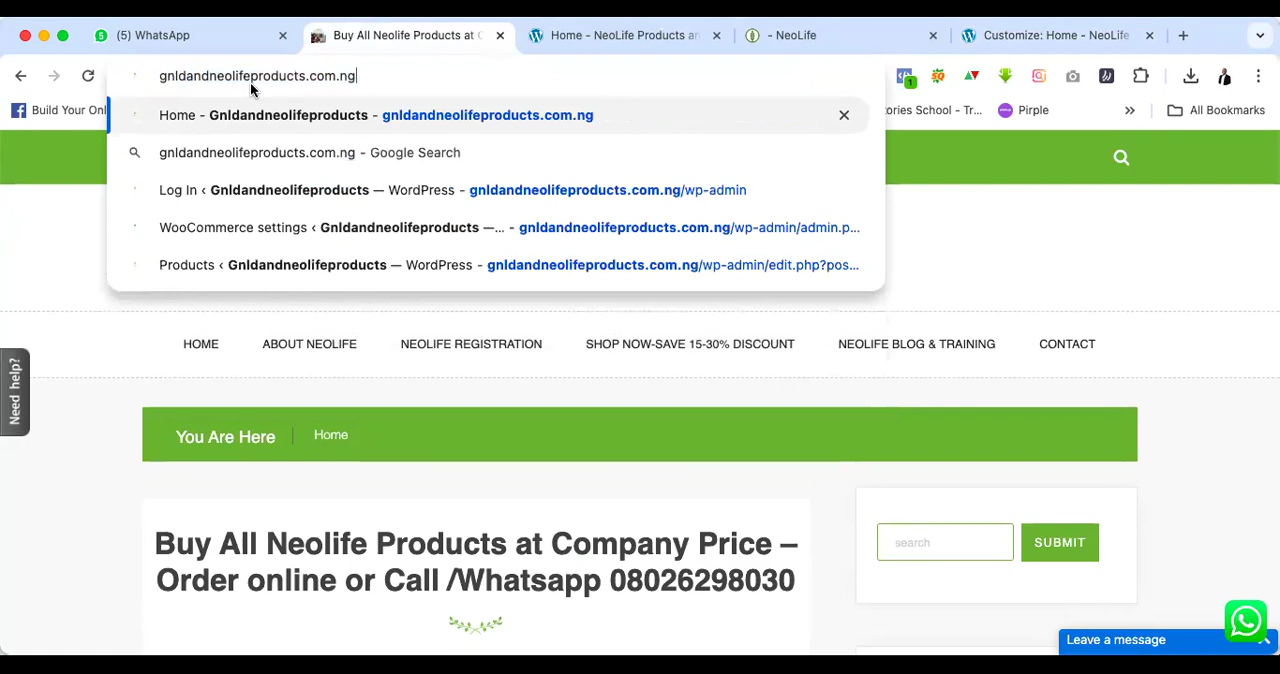 (5) WhatsApp
Buy All Neolife Products at C
Home - NeoLife Products an
- NeoLife
Customize: Home - NeoLife
gnldandneolifeproducts.com.ng
1
Build Your Onl
Home - Gnldandneolifeproducts - gnldandneolifeproducts.com.ng
ories School - Tr...
Pirple
All Bookmarks
gnldandneolifeproducts.com.ng - Google Search
Log In ‹ Gnldandneolifeproducts — WordPress - gnldandneolifeproducts.com.ng/wp-admin
WooCommerce settings ‹ Gnldandneolifeproducts —... - gnldandneolifeproducts.com.ng/wp-admin/admin.p...
Products ‹ Gnldandneolifeproducts — WordPress - gnldandneolifeproducts.com.ng/wp-admin/edit.php?pos...
HOME ABOUT NEOLIFE NEOLIFE REGISTRATION SHOP NOW-SAVE 15-30% DISCOUNT NEOLIFE BLOG & TRAINING CONTACT
Need help?
You Are Here Home
Buy All Neolife Products at Company Price –
Order online or Call /Whatsapp 08026298030
search SUBMIT
Leave a message